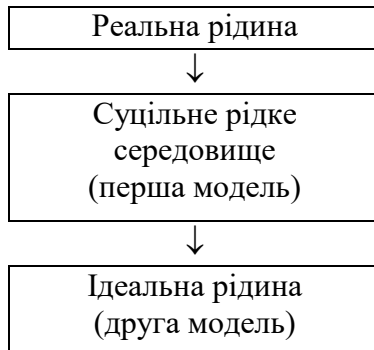 Реальна рідина
↓
Суцільне рідке
середовище
(перша модель)
↓
Ідеальна рідина
(друга модель)